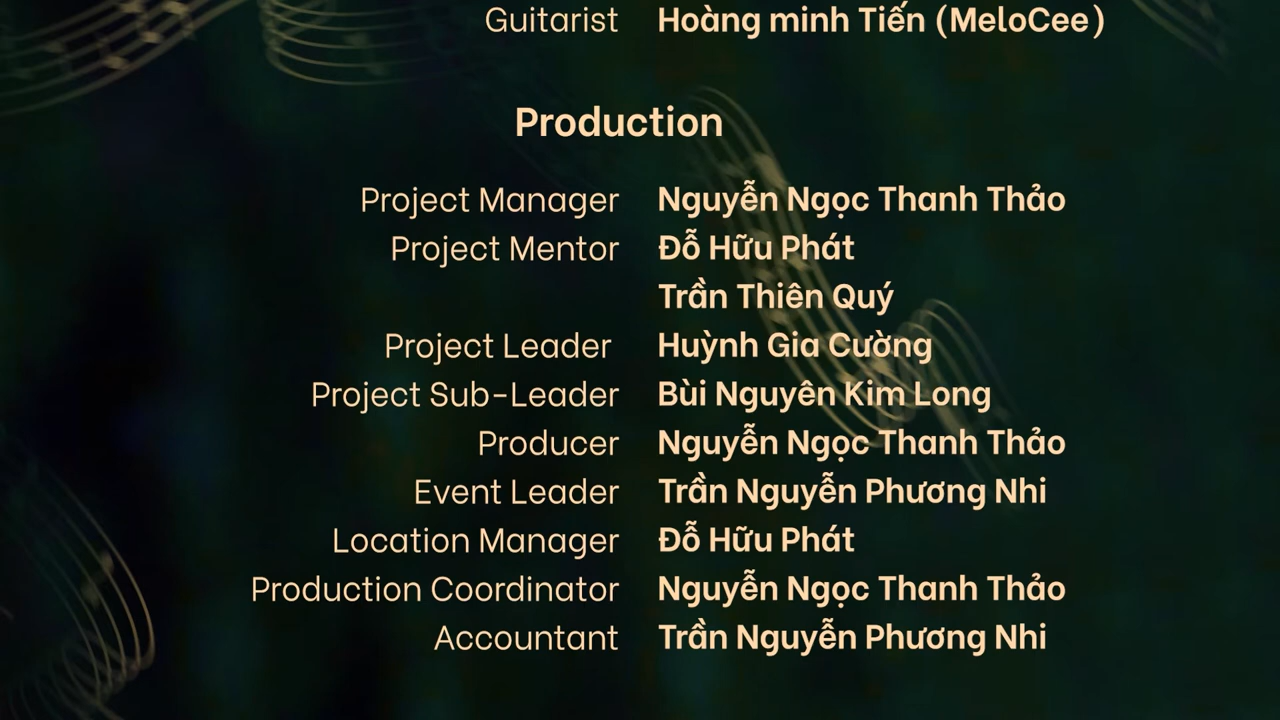 Guitarist Hoàng minh Tiến (MeloCee)
Production
Project Manager Nguyễn Ngọc Thanh Thảo
Project Mentor Đỗ Hữu Phát
Trần Thiên Quý
Project Leader Huỳnh Gia Cường
Project Sub-Leader Bùi Nguyên Kim Long
Producer Nguyễn Ngọc Thanh Thảo
Event Leader Trần Nguyễn Phương Nhi
Location Manager Đỗ Hữu Phát
Production Coordinator Nguyễn Ngọc Thanh Thảo
Accountant Trần Nguyễn Phương Nhi